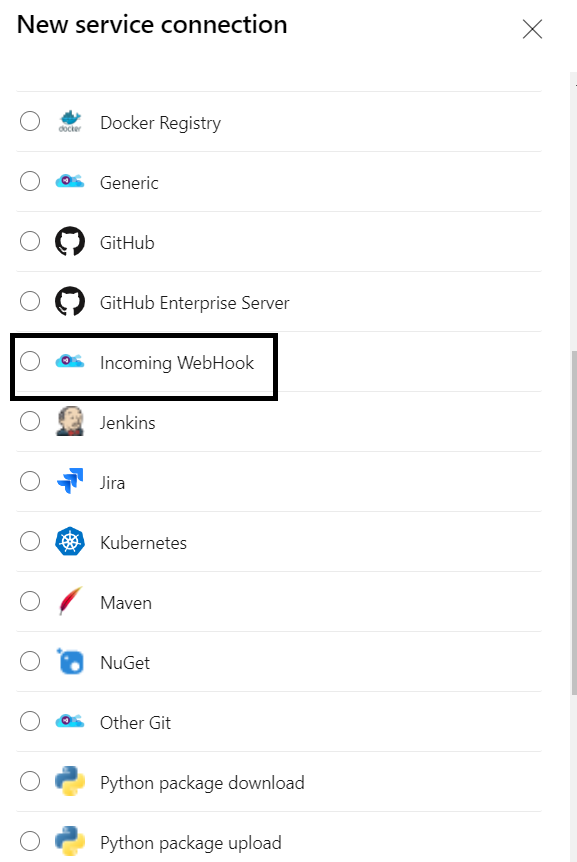 New service connection
docker
Docker Registry
Generic
GitHub
GitHub Enterprise Server
Incoming WebHook
Jenkins
Jira
Kubernetes
Maven
NuGet
Other Git
Python package download
Python package upload